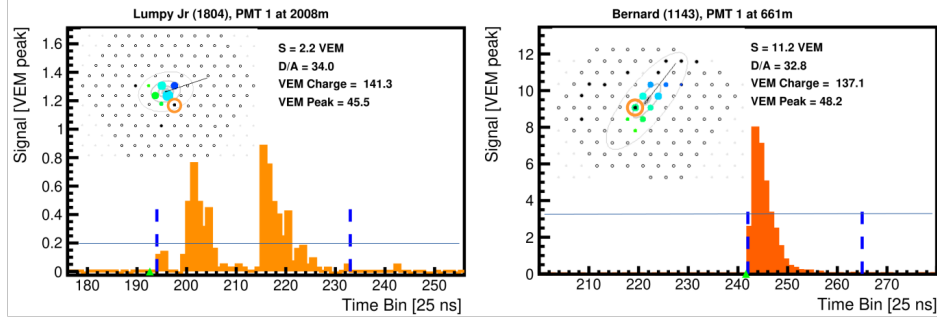 Lumpy Jr (1804), PMT 1 at 2008m
Signal [VEM peak]
1.6
1.4
1.2
1
0.8
0.6
0.4
0.2
0
S = 2.2 VEM
D/A = 34.0
VEM Charge = 141.3
VEM Peak = 45.5
180 190 200 210 220 230 240 250
Time Bin [25 ns]
Bernard (1143), PMT 1 at 661m
Signal [VEM peak]
12
10
8
6
4
2
0
S = 11.2 VEM
D/A = 32.8
VEM Charge = 137.1
VEM Peak = 48.2
210 220 230 240 250 260 270
Time Bin [25 ns]